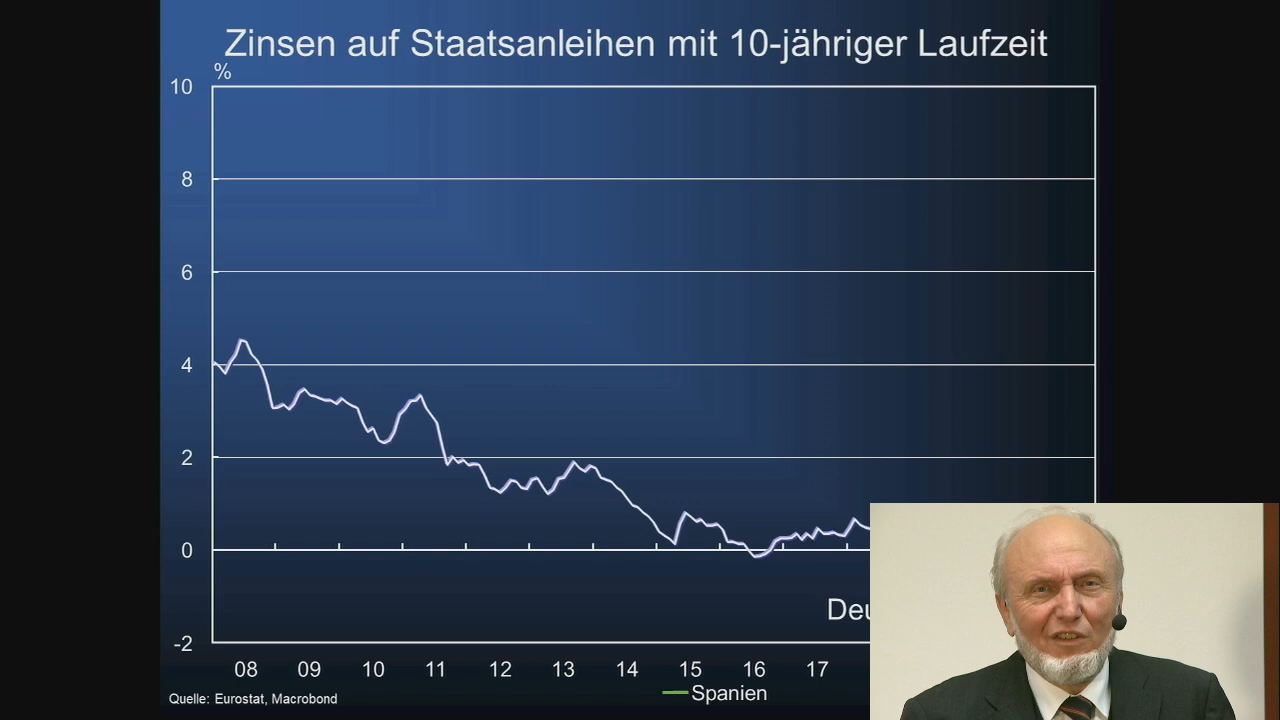 Zinsen auf Staatsanleihen mit 10-jähriger Laufzeit
%
10
8
6
4
2
0
-2
Deu
08 09 10 11 12 13 14 15 16 17
Spanien
Quelle: Eurostat, Macrobond